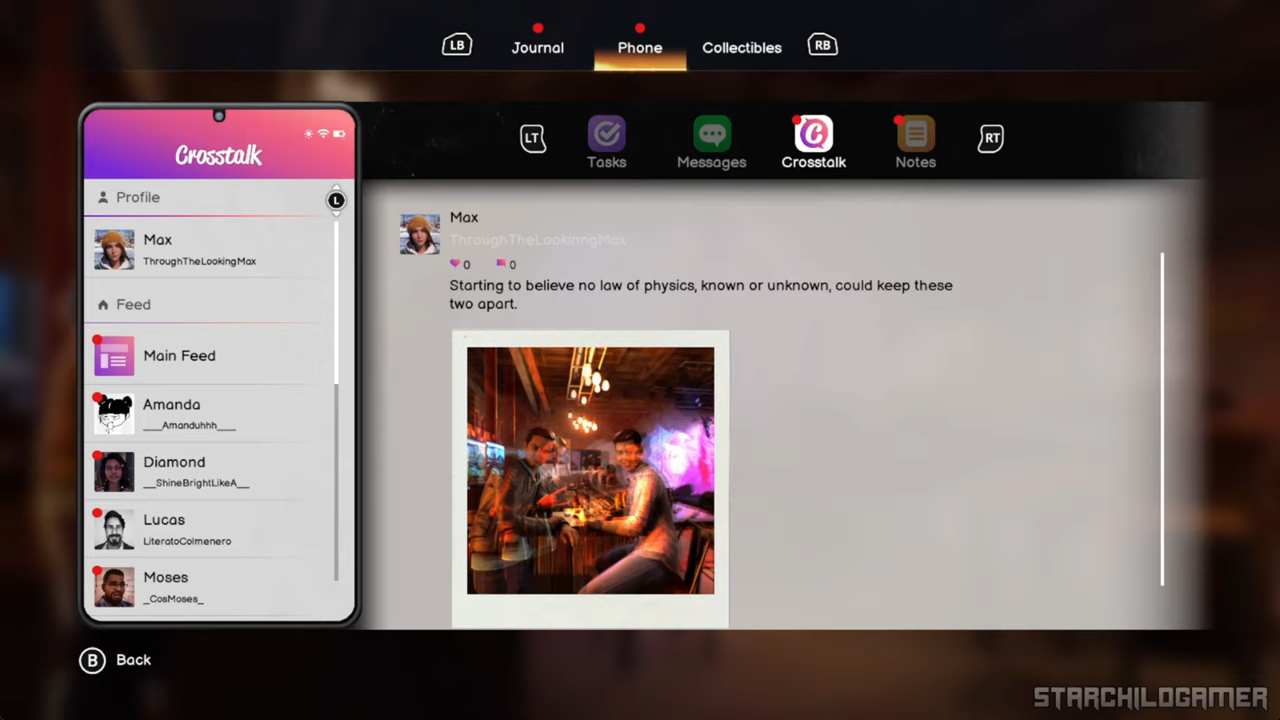 LB Journal Phone Collectibles RB
Crosstalk
LT Tasks Messages Crosstalk Notes RT
Profile
L
Max
ThroughTheLookingMax
Feed
Main Feed
Amanda
___Amanduhhh___
Diamond
__ShineBrightLikeA__
Lucas
LiteratoColmenero
Moses
_CosMoses_
Max
ThroughTheLookinngMax
0 0
Starting to believe no law of physics, known or unknown, could keep these
two apart.
B Back
STARCHILDGAMER